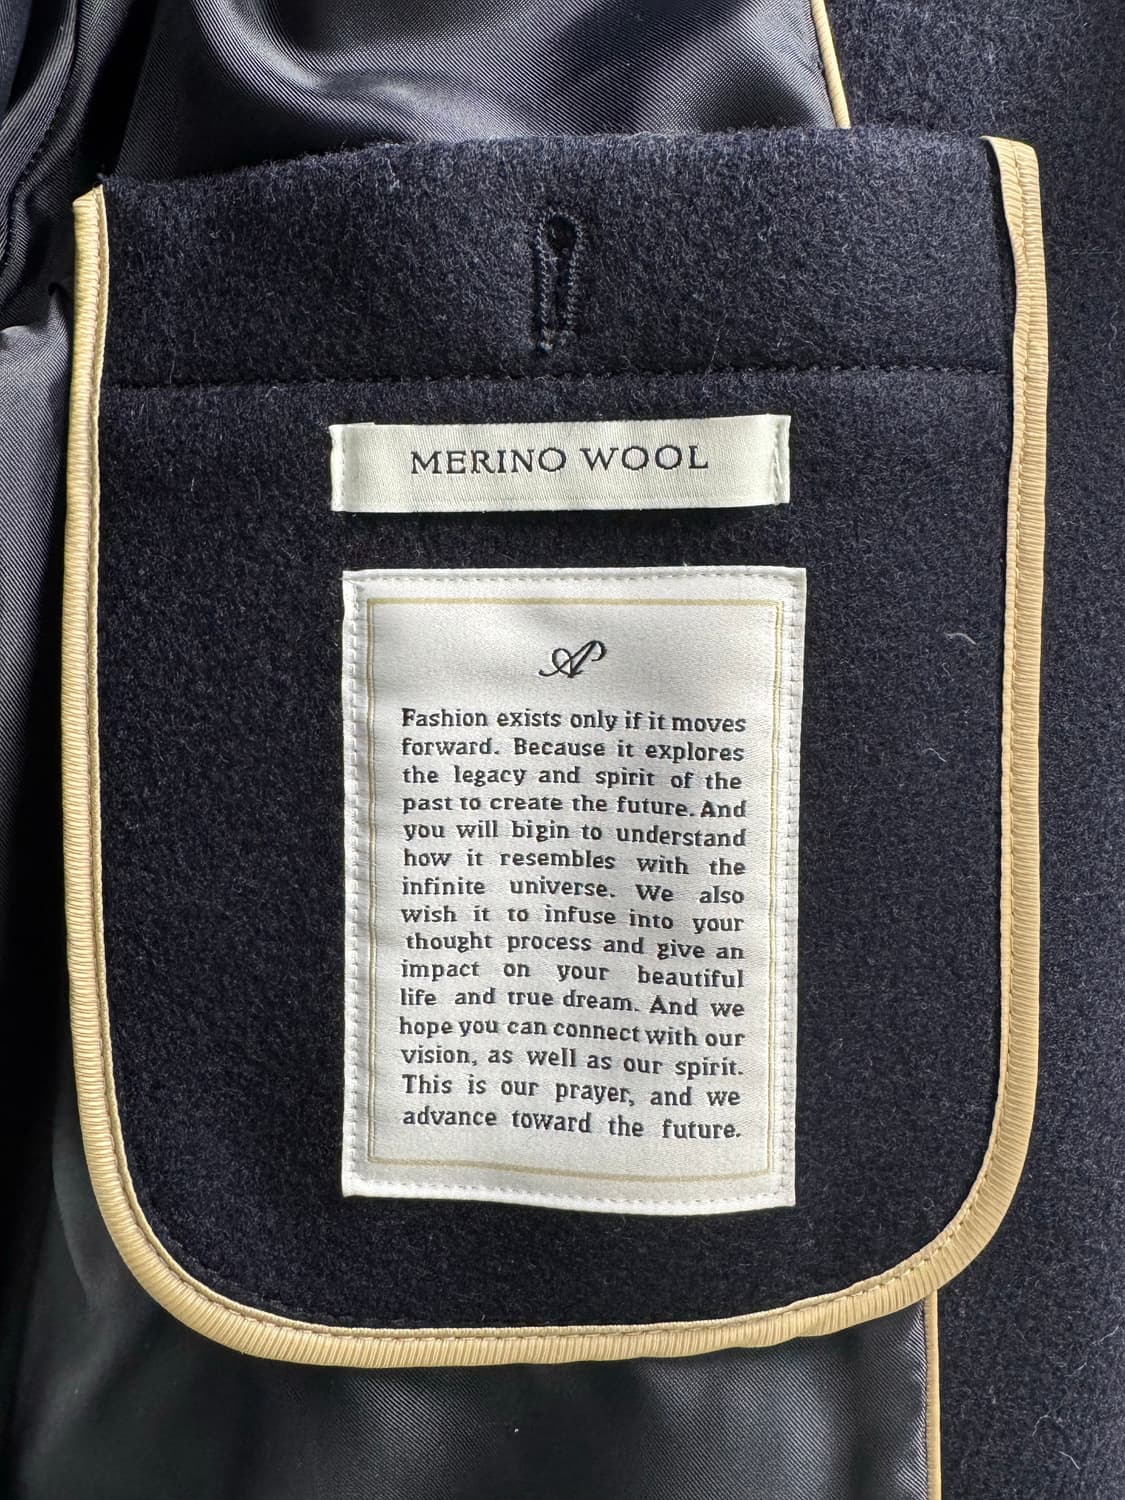 MERINO WOOL
Fashion exists only if it moves
forward. Because it explores
the legacy and spirit of the
past to create the future. And
you will bigin to understand
how it resembles with the
infinite universe. We also
wish it to infuse into your
thought process and give an
impact on your beautiful
life and true dream. And we
hope you can connect with our
vision, as well as our spirit.
This is our prayer, and we
advance toward the future.